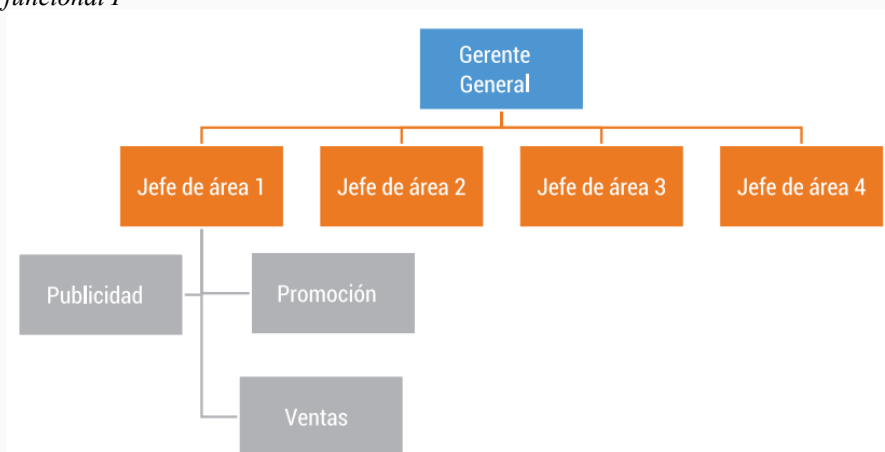 funcional 1
Gerente
General
Jefe de área 1
Jefe de área 2
Jefe de área 3
Jefe de área 4
Publicidad
Promoción
Ventas